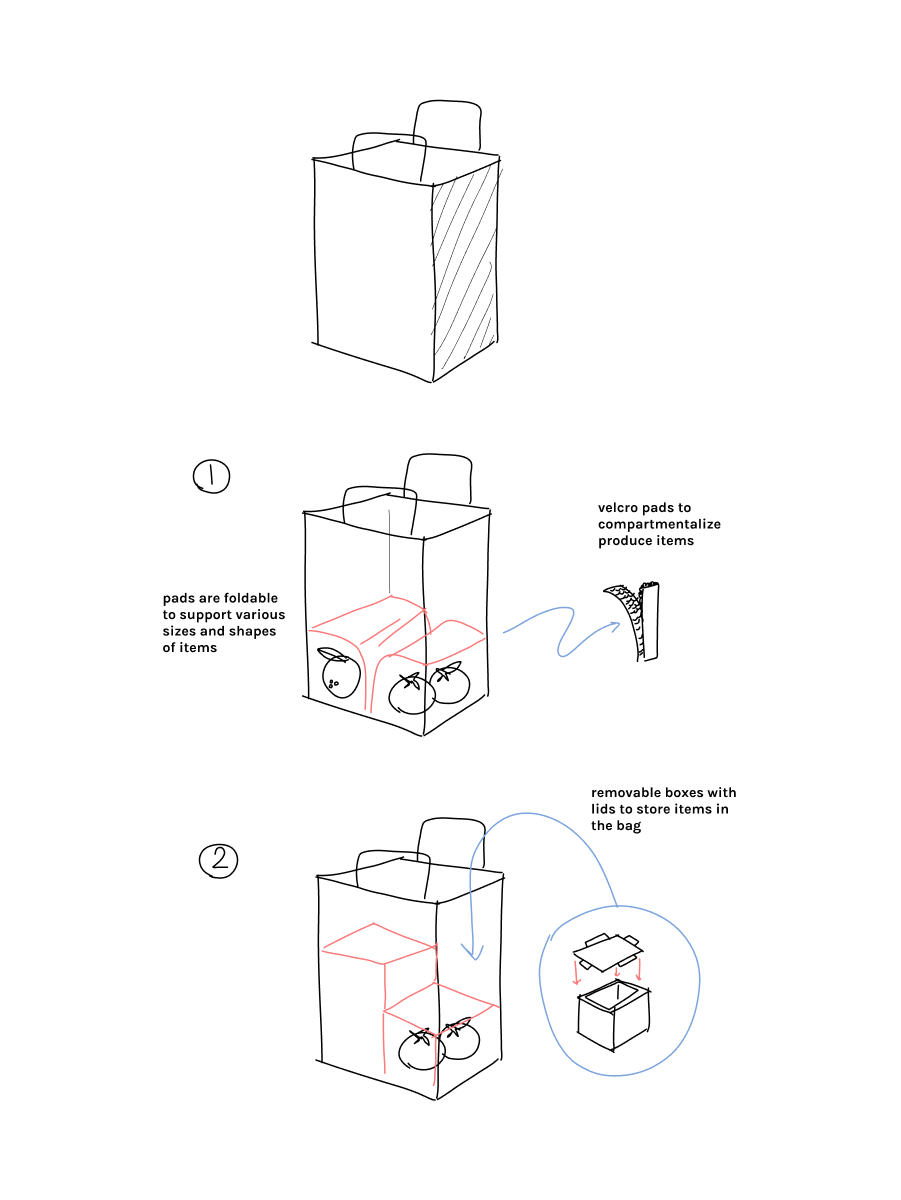 1
velcro pads to
compartmentalize
produce items
pads are foldable
to support various
sizes and shapes
of items
removable boxes with
lids to store items in
the bag
2